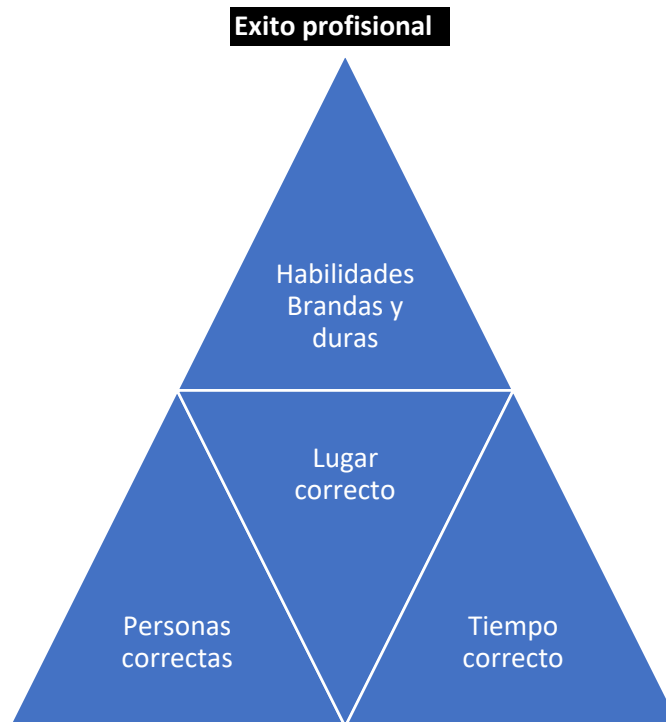 Exito profisional
Habilidades
Brandas y
duras
Lugar
correcto
Personas
correctas
Tiempo
correcto